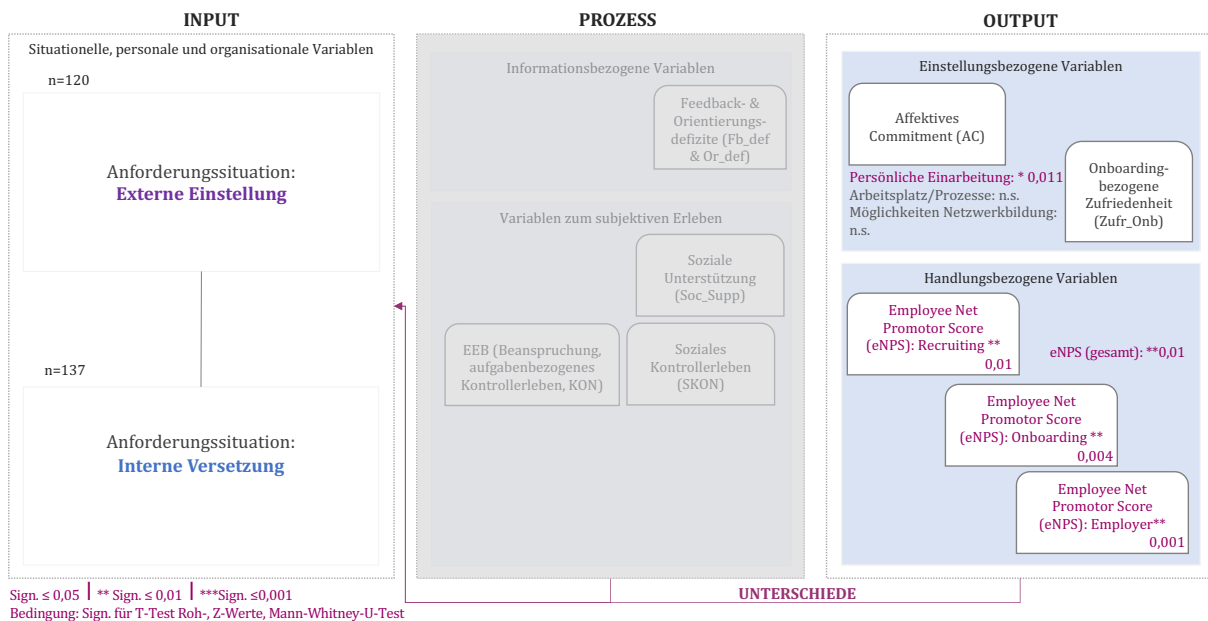 INPUT
Situationelle, personale und organisationale Variablen
n=120
Anforderungssituation:
Externe Einstellung
n=137
Anforderungssituation:
Interne Versetzung
PROZESS
Informationsbezogene Variablen
Feedback- &
Orientierungs-
defizite (Fb_def
& Or_def)
Variablen zum subjektiven Erleben
Soziale
Unterstützung
(Soc_Supp)
EEB (Beanspruchung,
aufgabenbezogenes
Kontrollerleben, KON)
Soziales
Kontrollerleben
(SKON)
OUTPUT
Einstellungsbezogene Variablen
Affektives
Commitment (AC)
Persönliche Einarbeitung: * 0,011
Arbeitsplatz/Prozesse: n.s.
Möglichkeiten Netzwerkbildung:
n.s.
Onboarding-
bezogene
Zufriedenheit
(Zufr_Onb)
Handlungsbezogene Variablen
Employee Net
Promotor Score
(eNPS): Recruiting **
0,01
eNPS (gesamt): **0,01
Employee Net
Promotor Score
(eNPS): Onboarding **
0,004
Employee Net
Promotor Score
(eNPS): Employer**
0,001
UNTERSCHIEDE
Sign. ≤ 0,05 | ** Sign. ≤ 0,01 | ***Sign. ≤0,001
Bedingung: Sign. für T-Test Roh-, Z-Werte, Mann-Whitney-U-Test